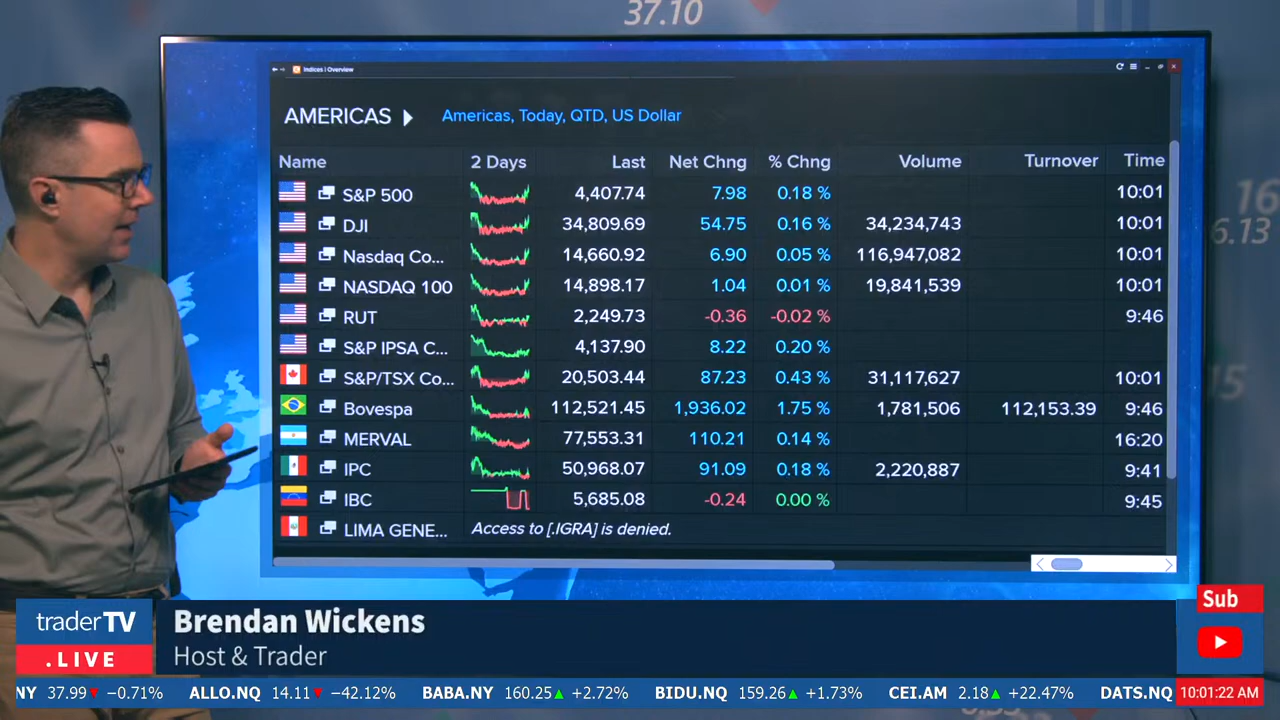 37.10
Indices | Overview
AMERICAS Americas, Today, QTD, US Dollar
Name 2 Days Last Net Chng % Chng Volume Turnover Time
S&P 500 4,407.74 7.98 0.18 % 10:01
DJI 34,809.69 54.75 0.16 % 34,234,743 10:01
Nasdaq Co... 14,660.92 6.90 0.05 % 116,947,082 10:01
NASDAQ 100 14,898.17 1.04 0.01 % 19,841,539 10:01
RUT 2,249.73 -0.36 -0.02 % 9:46
S&P IPSA C... 4,137.90 8.22 0.20 %
S&P/TSX Co... 20,503.44 87.23 0.43 % 31,117,627 10:01
Bovespa 112,521.45 1,936.02 1.75 % 1,781,506 112,153.39 9:46
MERVAL 77,553.31 110.21 0.14 % 16:20
IPC 50,968.07 91.09 0.18 % 2,220,887 9:41
IBC 5,685.08 -0.24 0.00 % 9:45
LIMA GENE... Access to [.IGRA] is denied.
16
6.13
15
traderTV
.LIVE
Brendan Wickens
Host & Trader
Sub
NY 37.99 −0.71% ALLO.NQ 14.11 −42.12% BABA.NY 160.25 +2.72% BIDU.NQ 159.26 +1.73% CEI.AM 2.18 +22.47% DATS.NQ 10:01:22 AM